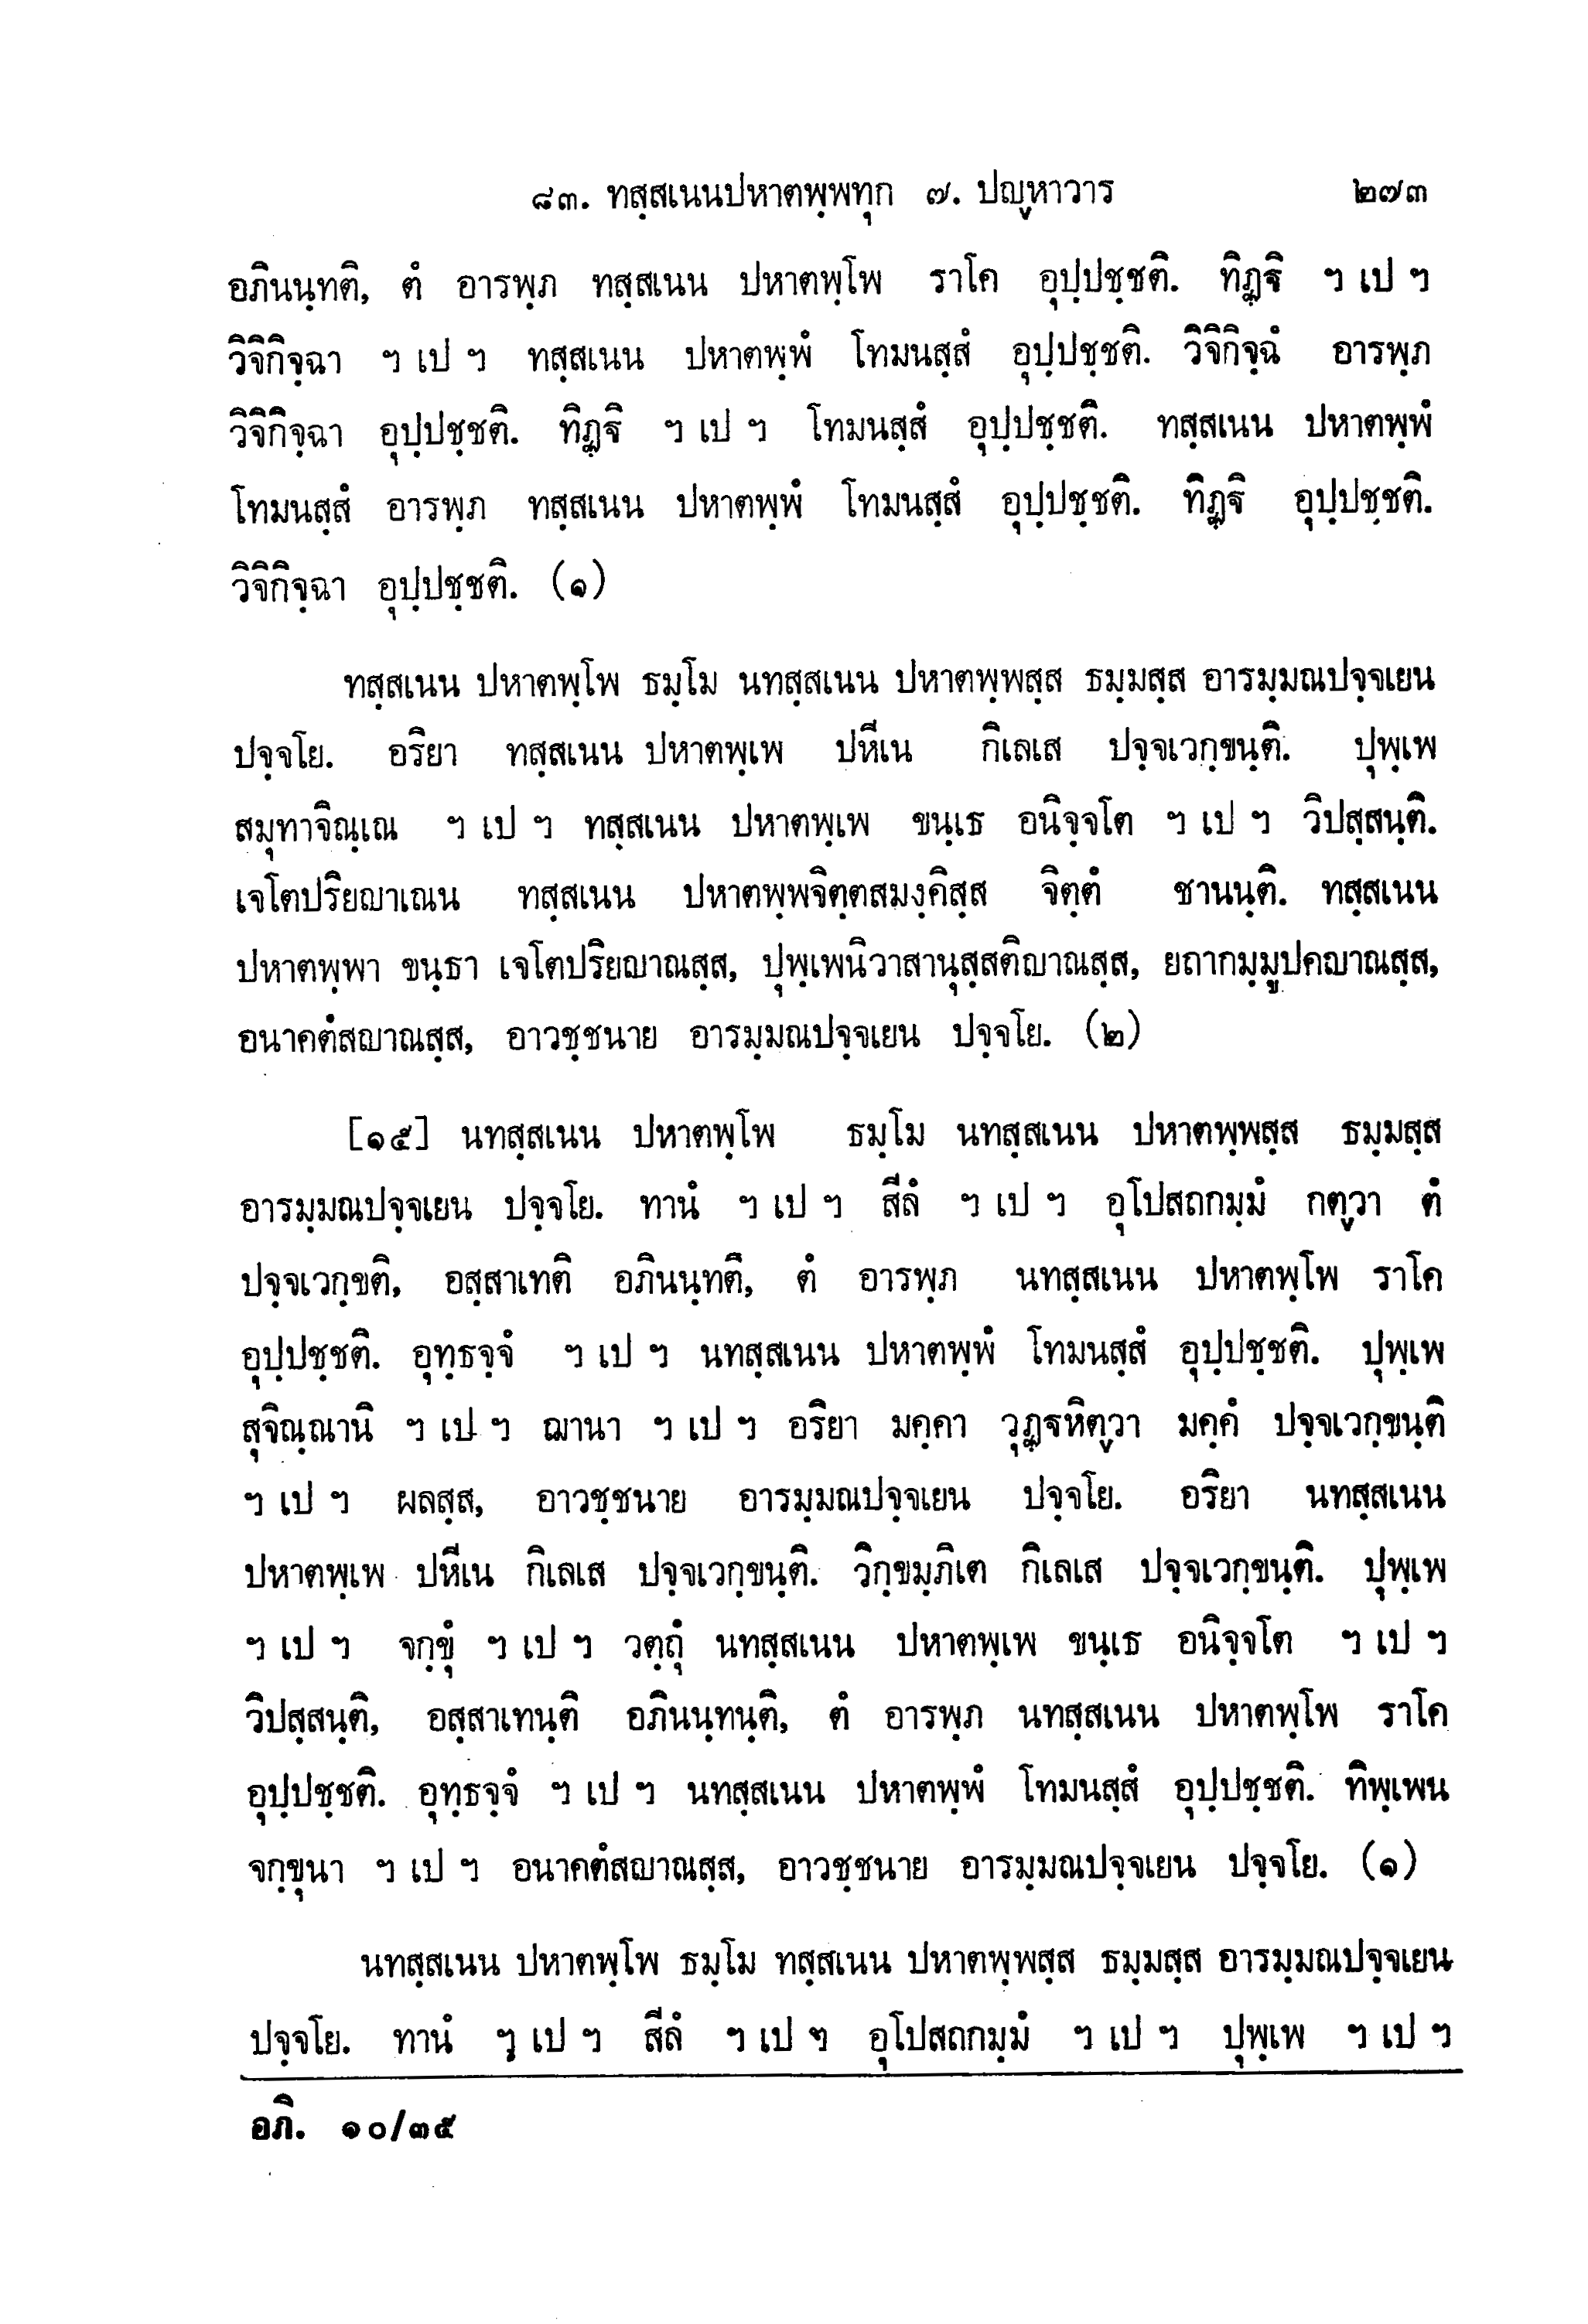 ๘๓. ทสฺสเนนปหาตพฺพทุก ๗. ปญฺหาวาร ๒๗๓
อภินนฺทติ, ตํ อารพฺภ ทสฺสเนน ปหาตพฺโพ ราโค อุปฺปชฺชติ. ทิฏฺฐิ ฯ เป ฯ
วิจิกิจฺฉา ฯ เป ฯ ทสฺสเนน ปหาตพฺพํ โทมนสฺสํ อุปฺปชฺชติ. วิจิกิจฺฉํ อารพฺภ
วิจิกิจฺฉา อุปฺปชฺชติ. ทิฏฺฐิ ฯ เป ฯ โทมนสฺสํ อุปฺปชฺชติ. ทสฺสเนน ปหาตพฺพํ
โทมนสฺสํ อารพฺภ ทสฺสเนน ปหาตพฺพํ โทมนสฺสํ อุปฺปชฺชติ. ทิฏฺฐิ อุปฺปชฺชติ.
วิจิกิจฺฉา อุปฺปชฺชติ. (๑)
ทสฺสเนน ปหาตพฺโพ ธมฺโม นทสฺสเนน ปหาตพฺพสฺส ธมฺมสฺส อารมฺมณปจฺจเยน
ปจฺจโย. อริยา ทสฺสเนน ปหาตพฺเพ ปหีเน กิเลเส ปจฺจเวกฺขนฺติ. ปุพฺเพ
สมุทาจิณฺเณ ฯ เป ฯ ทสฺสเนน ปหาตพฺเพ ขนฺเธ อนิจฺจโต ฯ เป ฯ วิปสฺสนฺติ.
เจโตปริยญาเณน ทสฺสเนน ปหาตพฺพจิตฺตสมงฺคิสฺส จิตฺตํ ชานนฺติ. ทสฺสเนน
ปหาตพฺพา ขนฺธา เจโตปริยญาณสฺส, ปุพฺเพนิวาสานุสฺสติญาณสฺส, ยถากมฺมูปคญาณสฺส,
อนาคตํสญาณสฺส, อาวชฺชนาย อารมฺมณปจฺจเยน ปจฺจโย. (๒)
[๑๕] นทสฺสเนน ปหาตพฺโพ ธมฺโม นทสฺสเนน ปหาตพฺพสฺส ธมฺมสฺส
อารมฺมณปจฺจเยน ปจฺจโย. ทานํ ฯ เป ฯ สีลํ ฯ เป ฯ อุโปสถกมฺมํ กตฺวา ตํ
ปจฺจเวกฺขติ, อสฺสาเทติ อภินนฺทติ, ตํ อารพฺภ นทสฺสเนน ปหาตพฺโพ ราโค
อุปฺปชฺชติ. อุทฺธจฺจํ ฯ เป ฯ นทสฺสเนน ปหาตพฺพํ โทมนสฺสํ อุปฺปชฺชติ. ปุพฺเพ
สุจิณฺณานิ ฯ เป ฯ ฌานา ฯ เป ฯ อริยา มคฺคา วุฏฺฐหิตฺวา มคฺคํ ปจฺจเวกฺขนฺติ
ฯ เป ฯ ผลสฺส, อาวชฺชนาย อารมฺมณปจฺจเยน ปจฺจโย. อริยา นทสฺสเนน
ปหาตพฺเพ ปหีเน กิเลเส ปจฺจเวกฺขนฺติ. วิกฺขมฺภิเต กิเลเส ปจฺจเวกฺขนฺติ. ปุพฺเพ
ฯ เป ฯ จกฺขุํ ฯ เป ฯ วตฺถุํ นทสฺสเนน ปหาตพฺเพ ขนฺเธ อนิจฺจโต ฯ เป ฯ
วิปสฺสนฺติ, อสฺสาเทนฺติ อภินนฺทนฺติ, ตํ อารพฺภ นทสฺสเนน ปหาตพฺโพ ราโค
อุปฺปชฺชติ. อุทฺธจฺจํ ฯ เป ฯ นทสฺสเนน ปหาตพฺพํ โทมนสฺสํ อุปฺปชฺชติ. ทิพฺเพน
จกฺขุนา ฯ เป ฯ อนาคตํสญาณสฺส, อาวชฺชนาย อารมฺมณปจฺจเยน ปจฺจโย. (๑)
นทสฺสเนน ปหาตพฺโพ ธมฺโม ทสฺสเนน ปหาตพฺพสฺส ธมฺมสฺส อารมฺมณปจฺจเยน
ปจฺจโย. ทานํ ฯ เป ฯ สีลํ ฯ เป ฯ อุโปสถกมฺมํ ฯ เป ฯ ปุพฺเพ ฯ เป ฯ
อภิ. ๑๐/๓๕